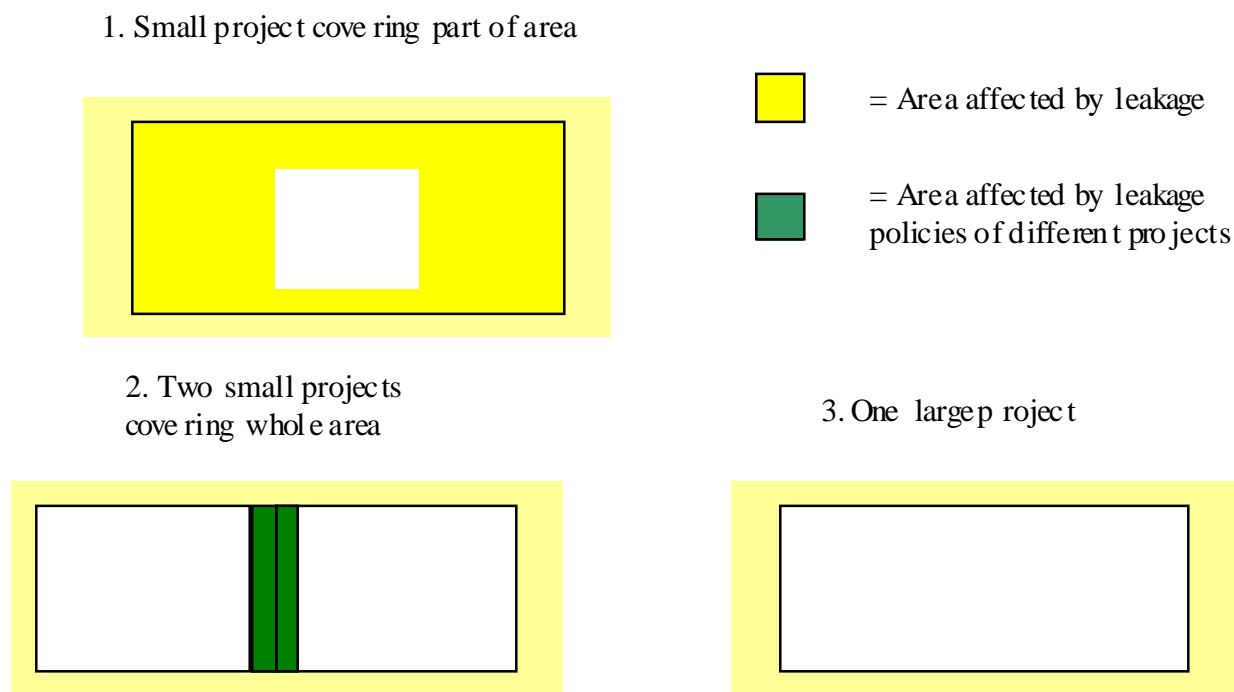 1. Small project covering part of area
= Area affected by leakage
= Area affected by leakage
policies of different projects
2. Two small projects
covering whole area
3. One large project